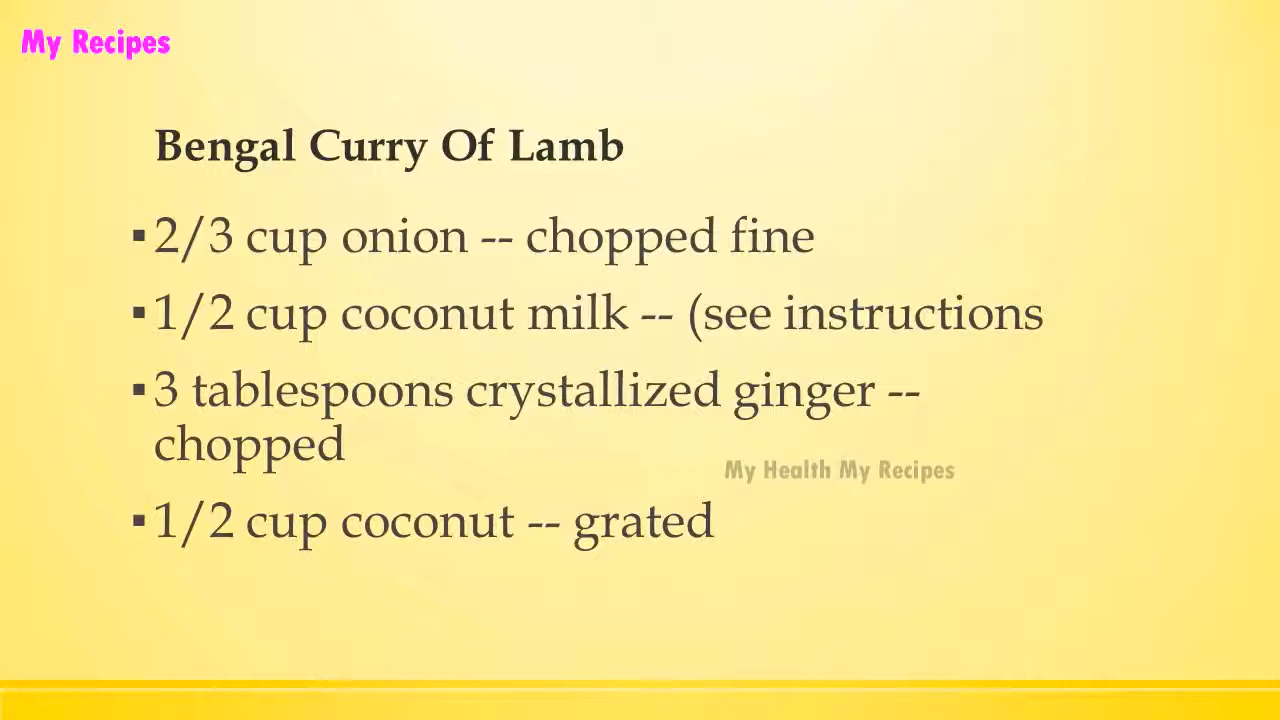 My Recipes
Bengal Curry Of Lamb
▪2/3 cup onion -- chopped fine
▪1/2 cup coconut milk -- (see instructions
▪3 tablespoons crystallized ginger --
chopped
My Health My Recipes
▪1/2 cup coconut -- grated